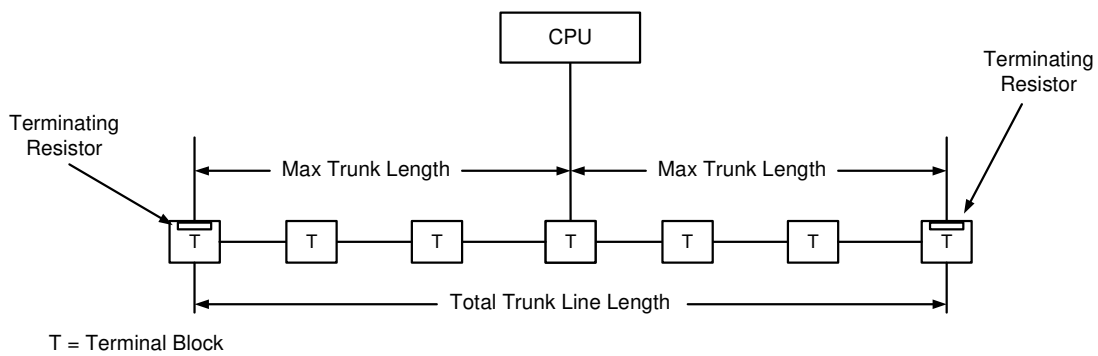 CPU
Terminating
Resistor
Terminating
Resistor
Max Trunk Length
Max Trunk Length
T T T T T T T
Total Trunk Line Length
T = Terminal Block